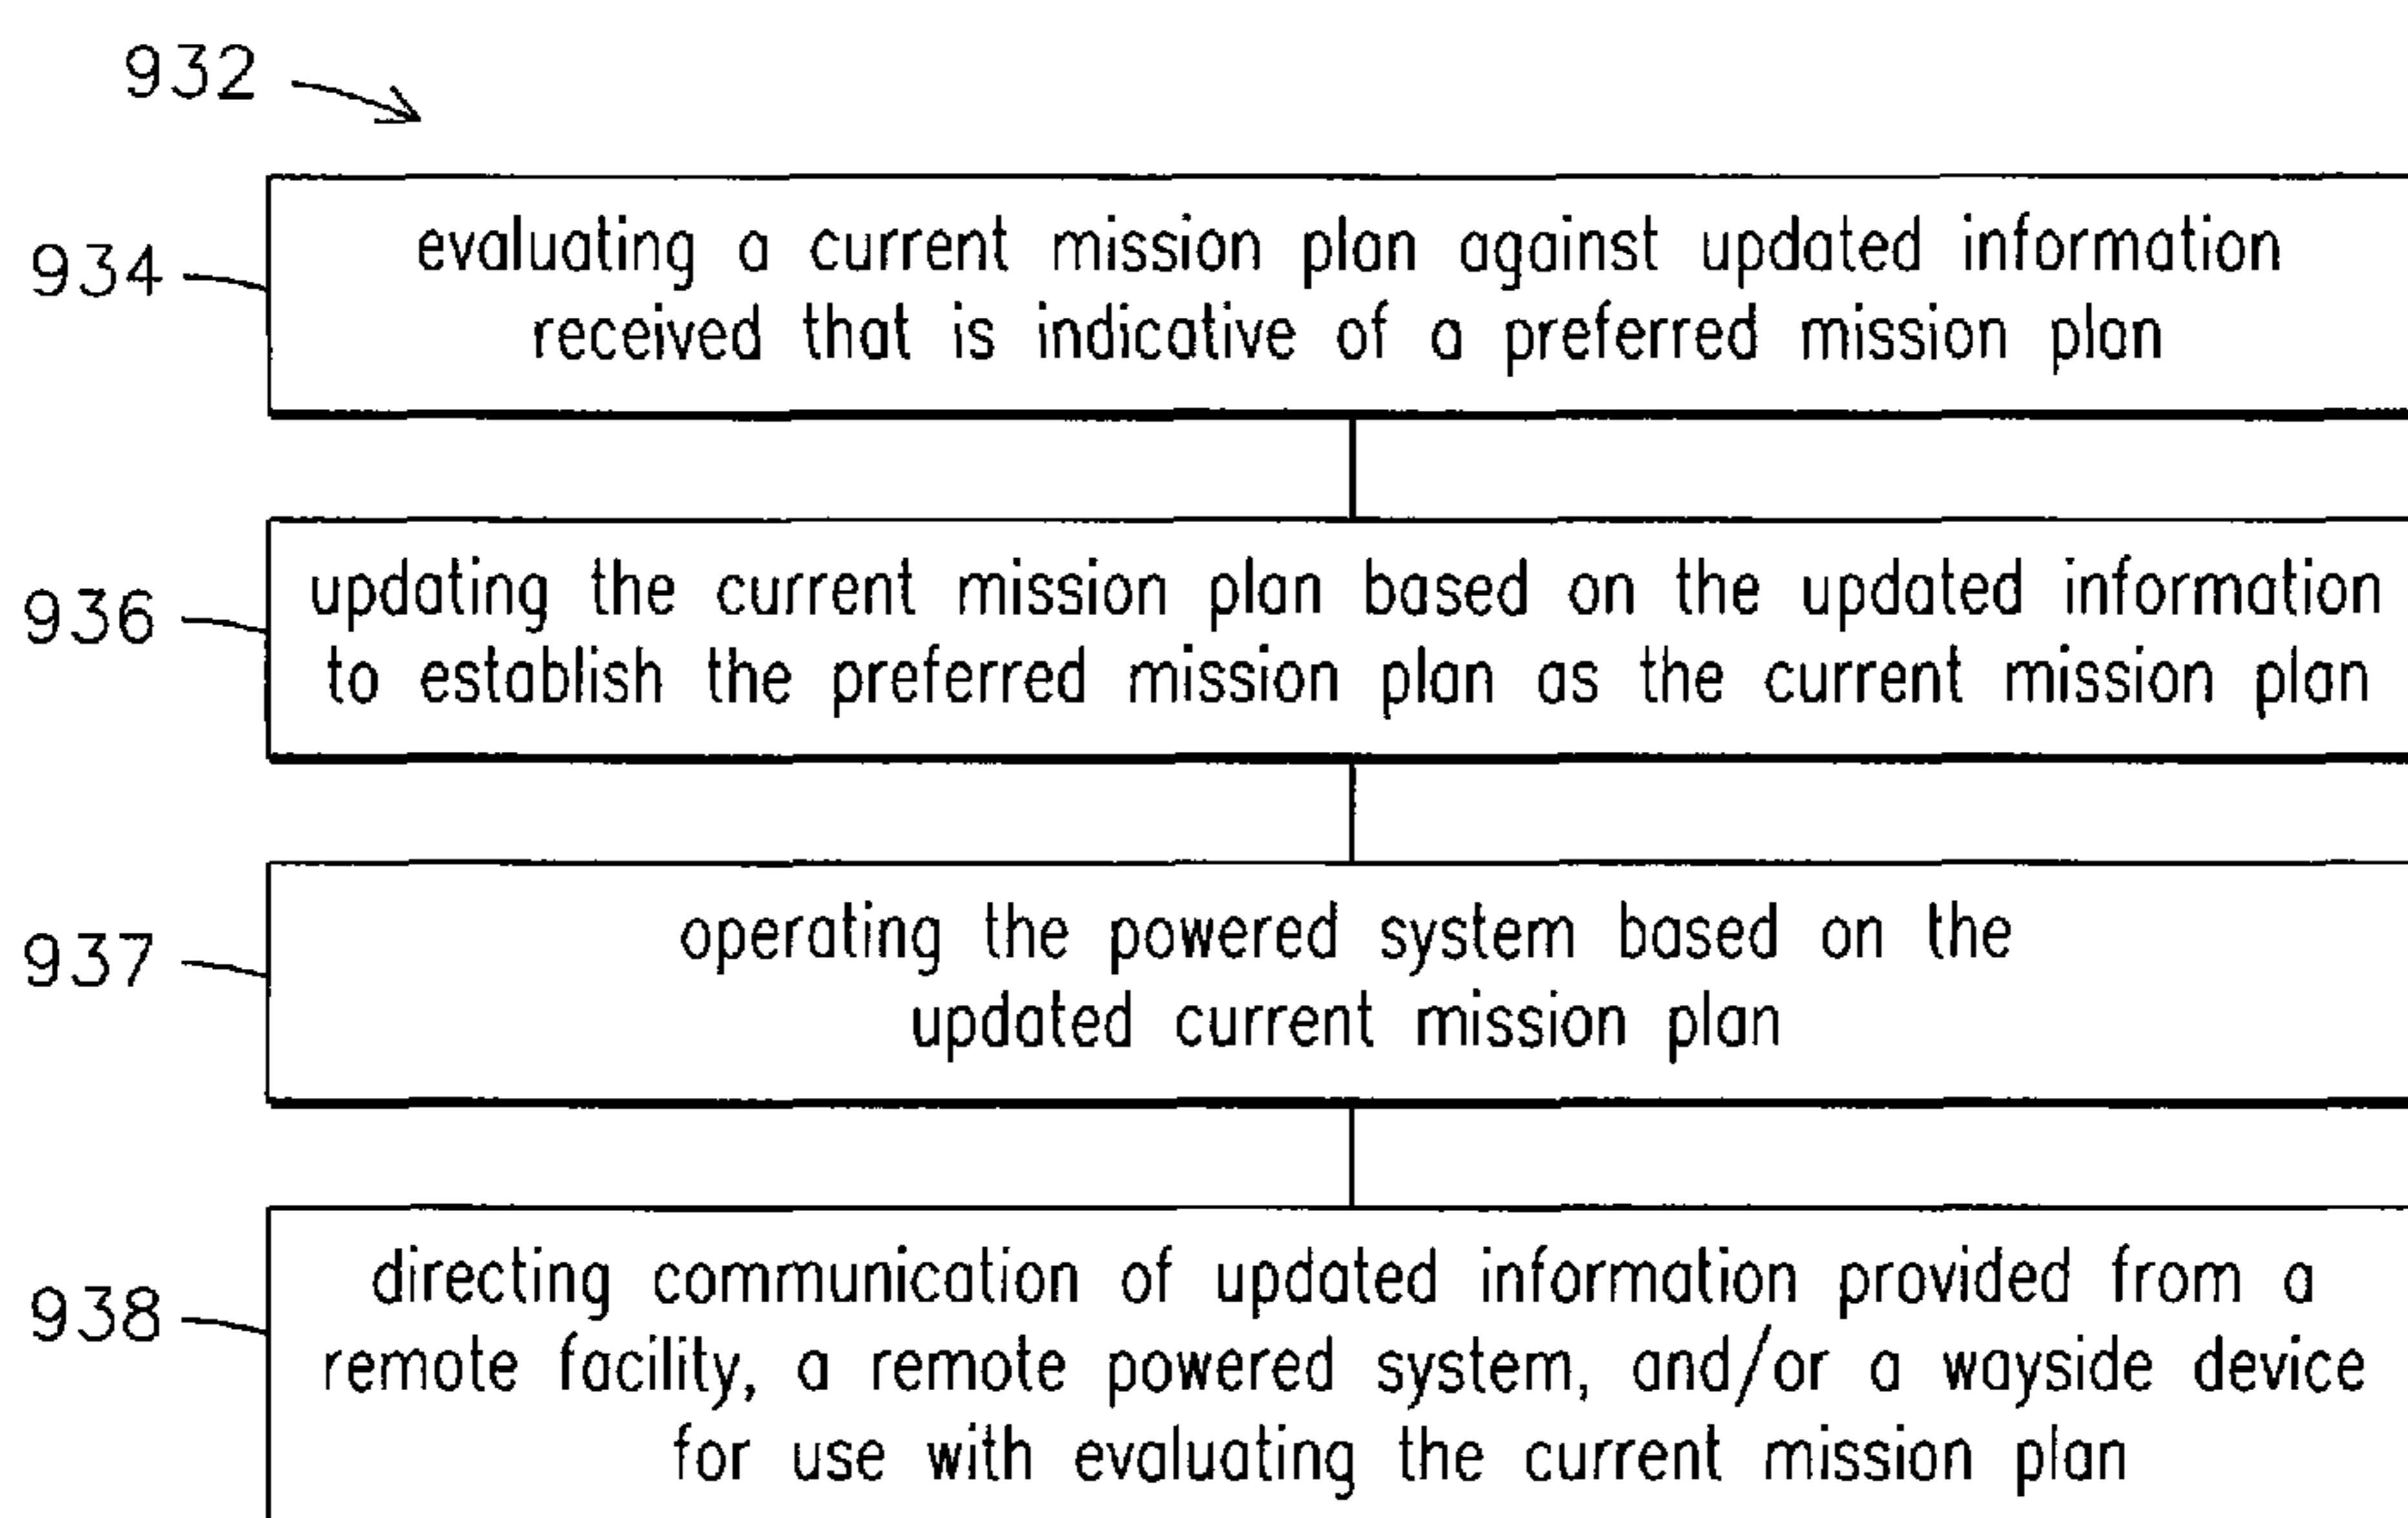 932
934
evaluating a current mission plan against updated information
received that is indicative of a preferred mission plan
936
updating the current mission plan based on the updated information
to establish the preferred mission plan as the current mission plan
937
operating the powered system based on the
updated current mission plan
938
directing communication of updated information provided from a
remote facility, a remote powered system, and/or a wayside device
for use with evaluating the current mission plan